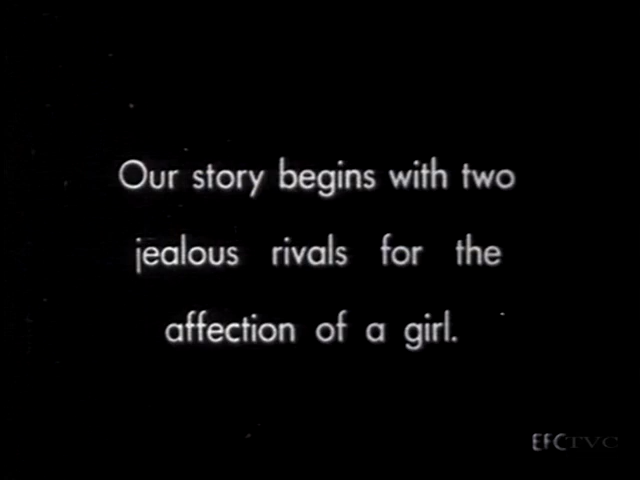 Our story begins with two
jealous rivals for the
affection of a girl.
EFCTVC